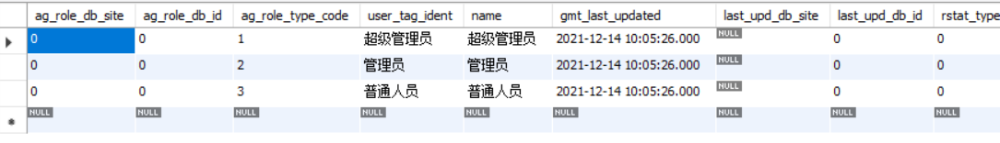 ag_role_db_site ag_role_db_id ag_role_type_code user_tag_ident name gmt_last_updated last_upd_db_site last_upd_db_id rstat_type
0 0 1 超级管理员 超级管理员 2021-12-14 10:05:26.000 NULL 0 0
0 0 2 管理员 管理员 2021-12-14 10:05:26.000 NULL 0 0
0 0 3 普通人员 普通人员 2021-12-14 10:05:26.000 NULL 0 0
NULL NULL NULL NULL NULL NULL NULL NULL NULL